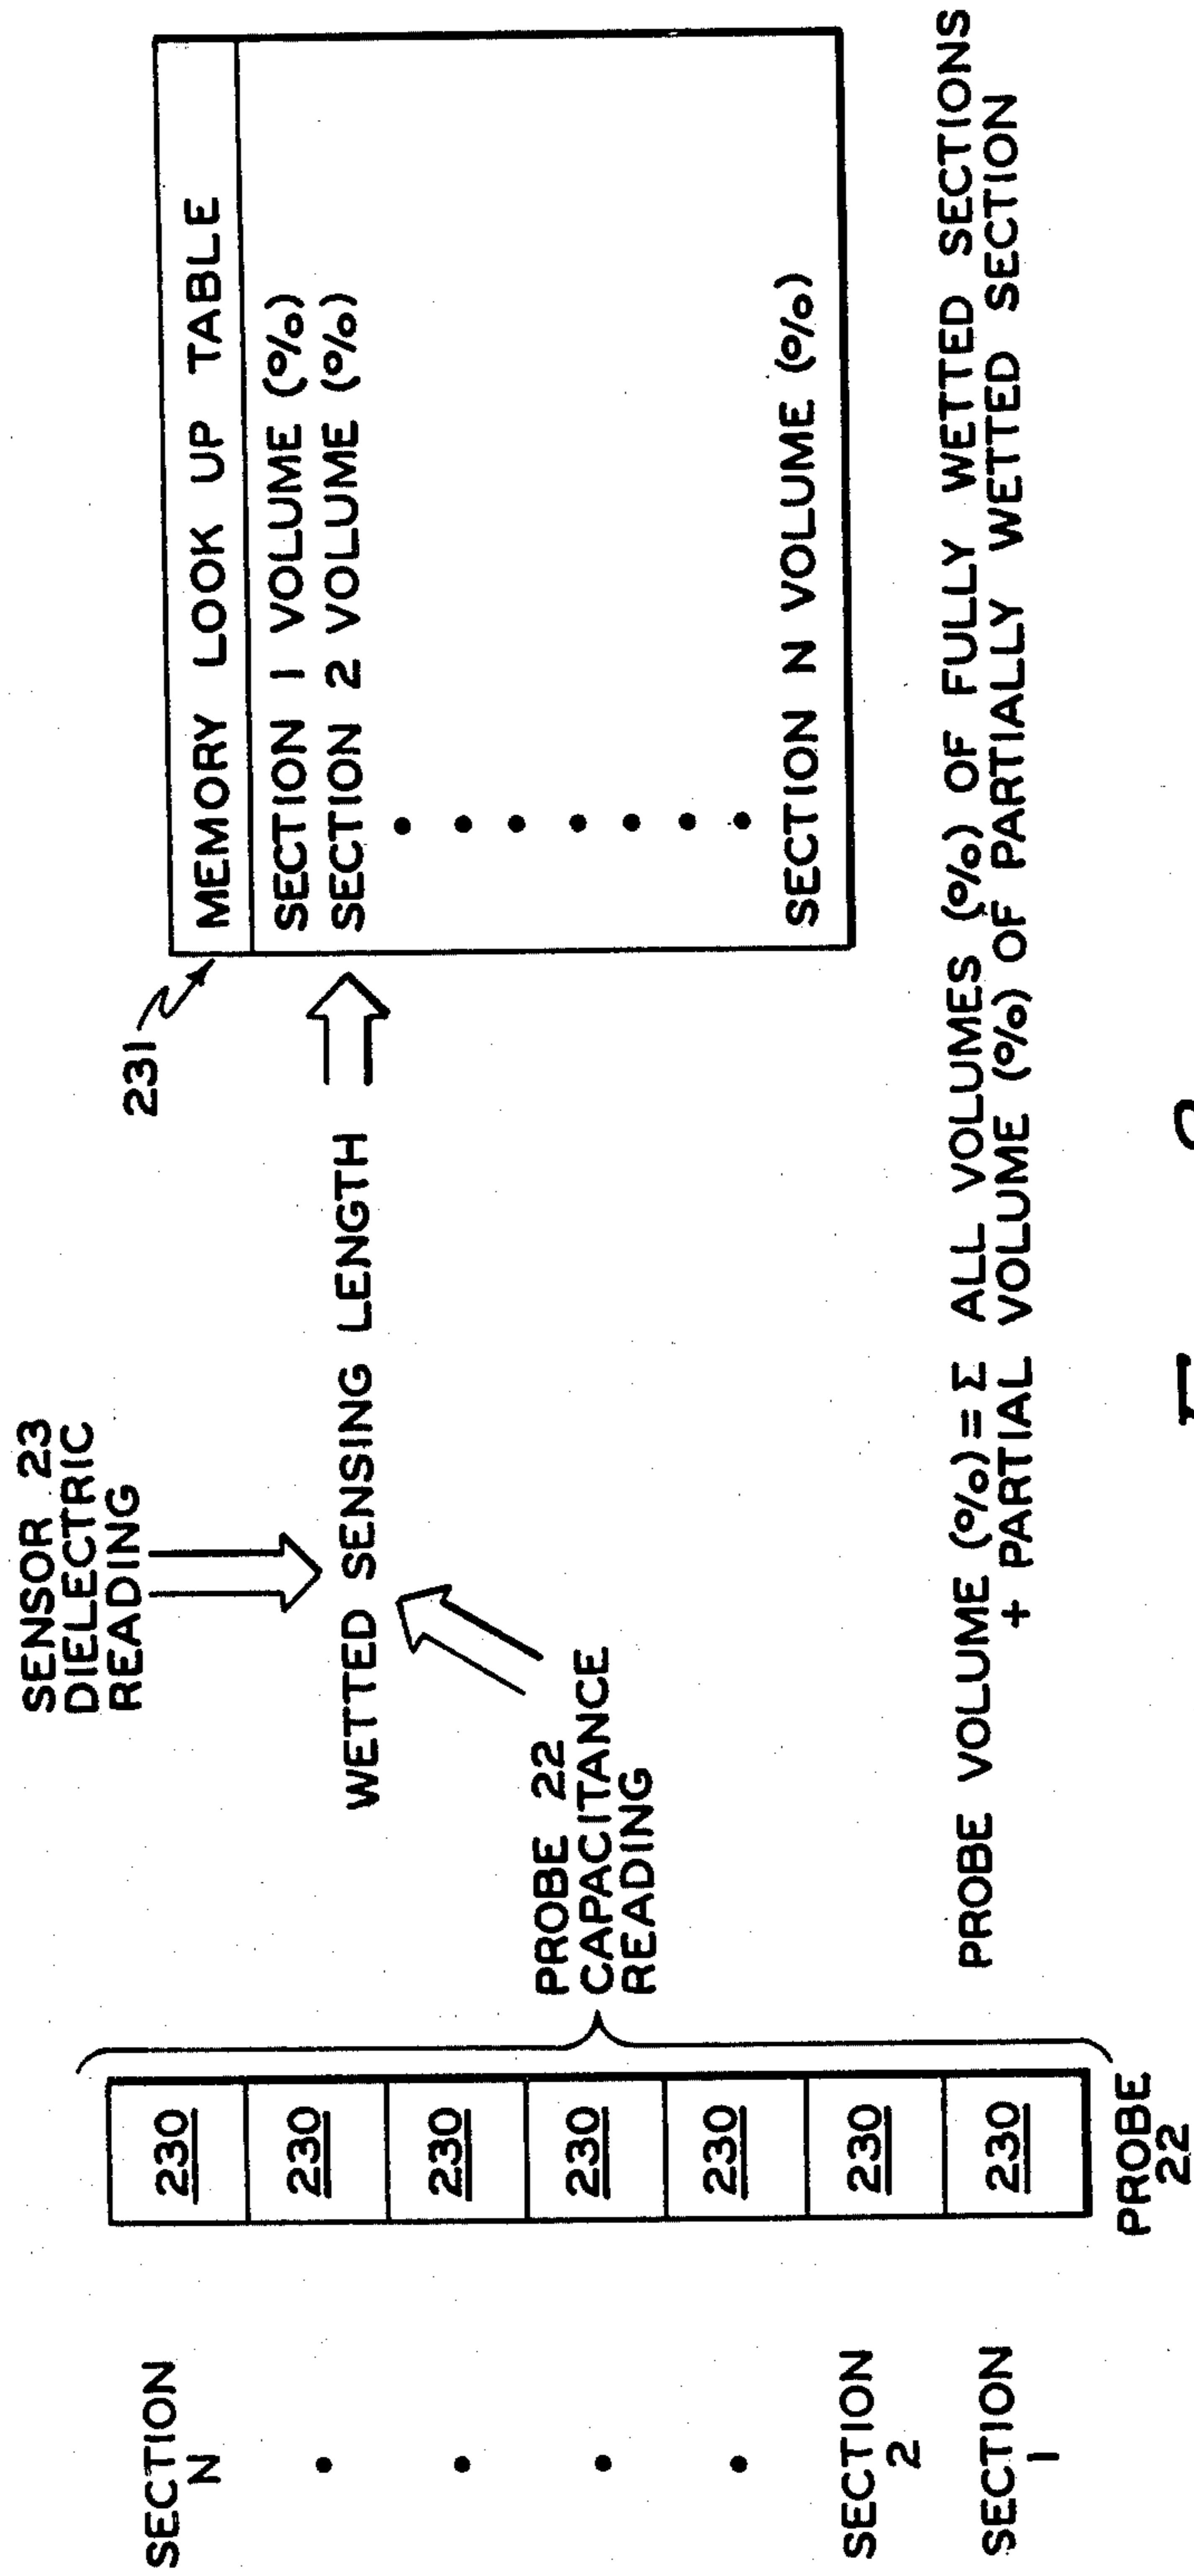 SENSOR 23
DIELECTRIC
READING
231
MEMORY LOOK UP TABLE
SECTION 1 VOLUME (%)
SECTION 2 VOLUME (%)
SECTION N VOLUME (%)
WETTED SENSING LENGTH
PROBE 22
CAPACITANCE
READING
SECTION
N
230
230
230
230
230
SECTION
2
230
SECTION
1
230
PROBE
22
PROBE VOLUME (%) = Σ ALL VOLUMES (%) OF FULLY WETTED SECTIONS
+ PARTIAL VOLUME (%) OF PARTIALLY WETTED SECTION